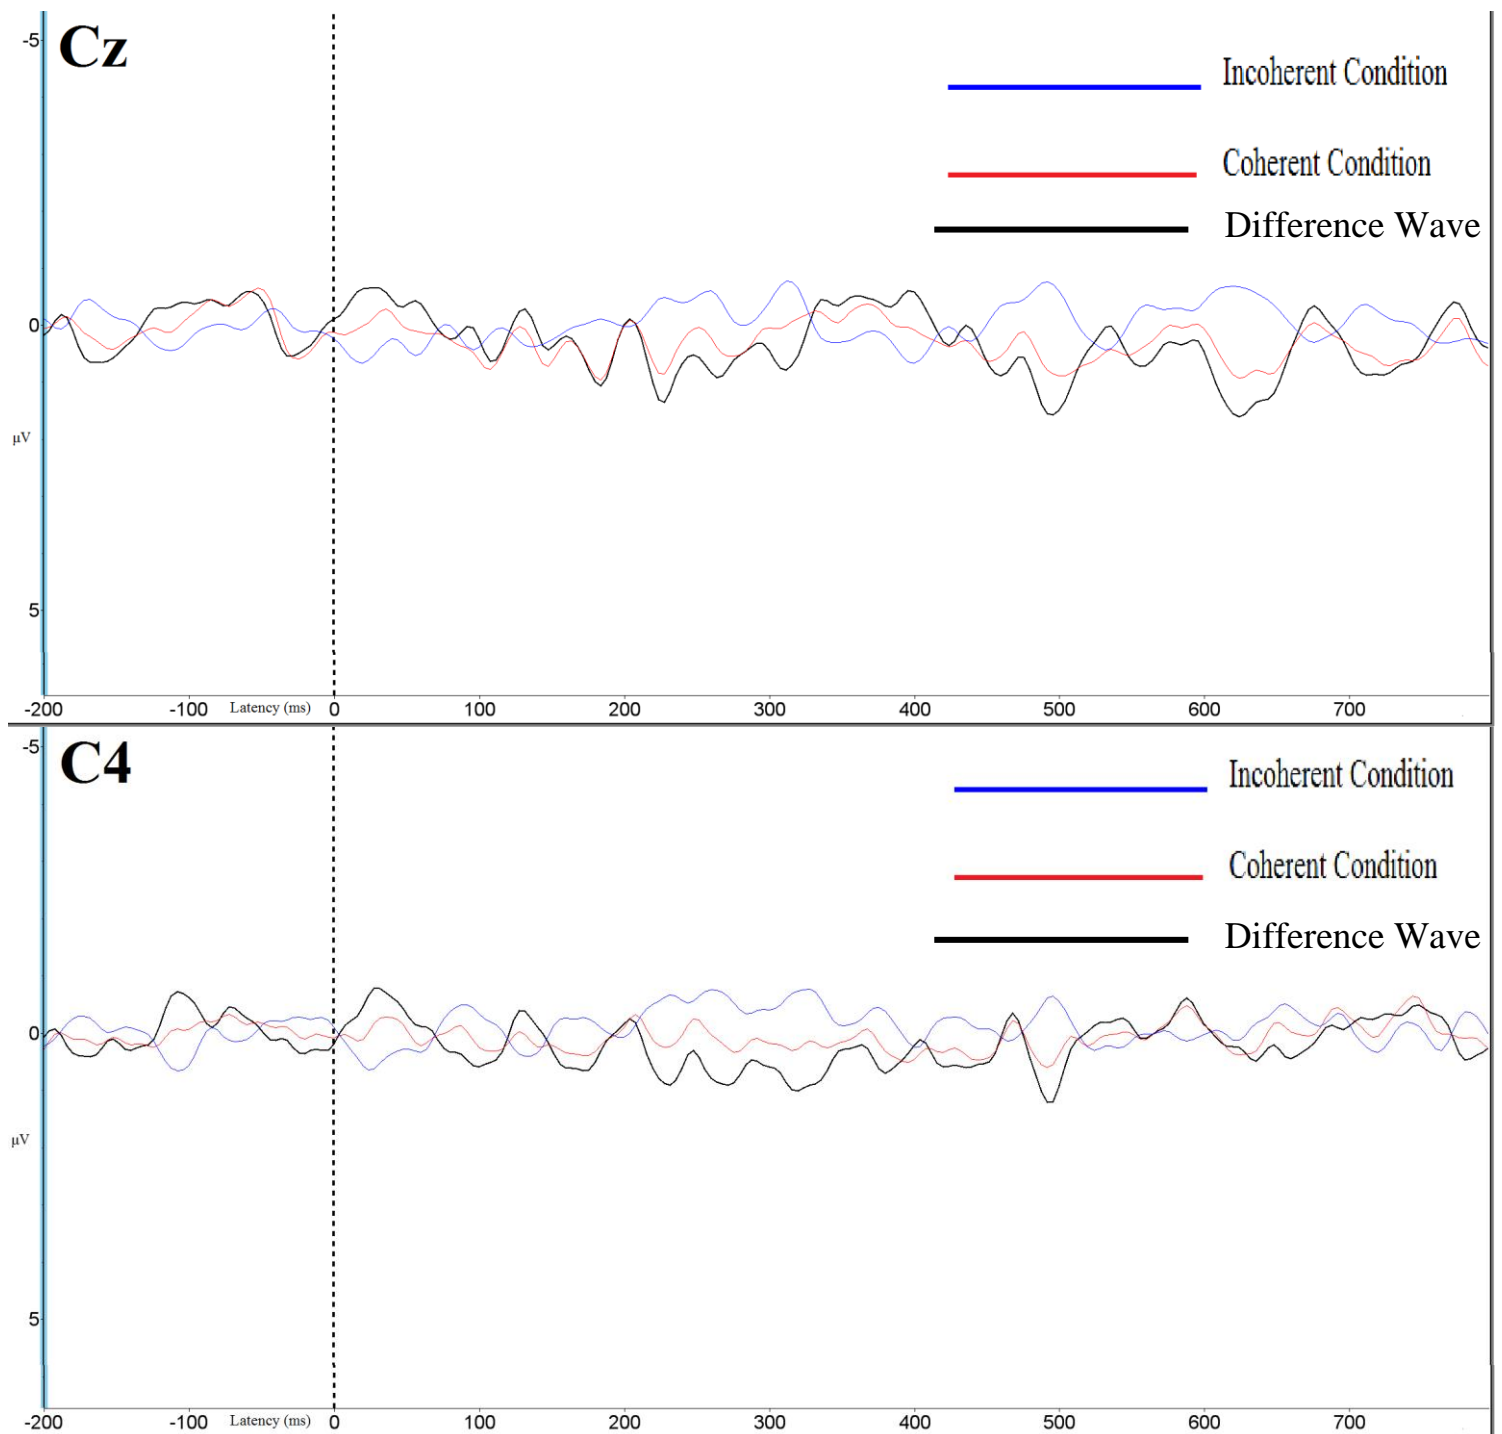 -5
Cz
Incoherent Condition
Coherent Condition
Difference Wave
0
µV
5
-200 -100 Latency (ms) 0 100 200 300 400 500 600 700
-5
C4
Incoherent Condition
Coherent Condition
Difference Wave
0
µV
5
-200 -100 Latency (ms) 0 100 200 300 400 500 600 700